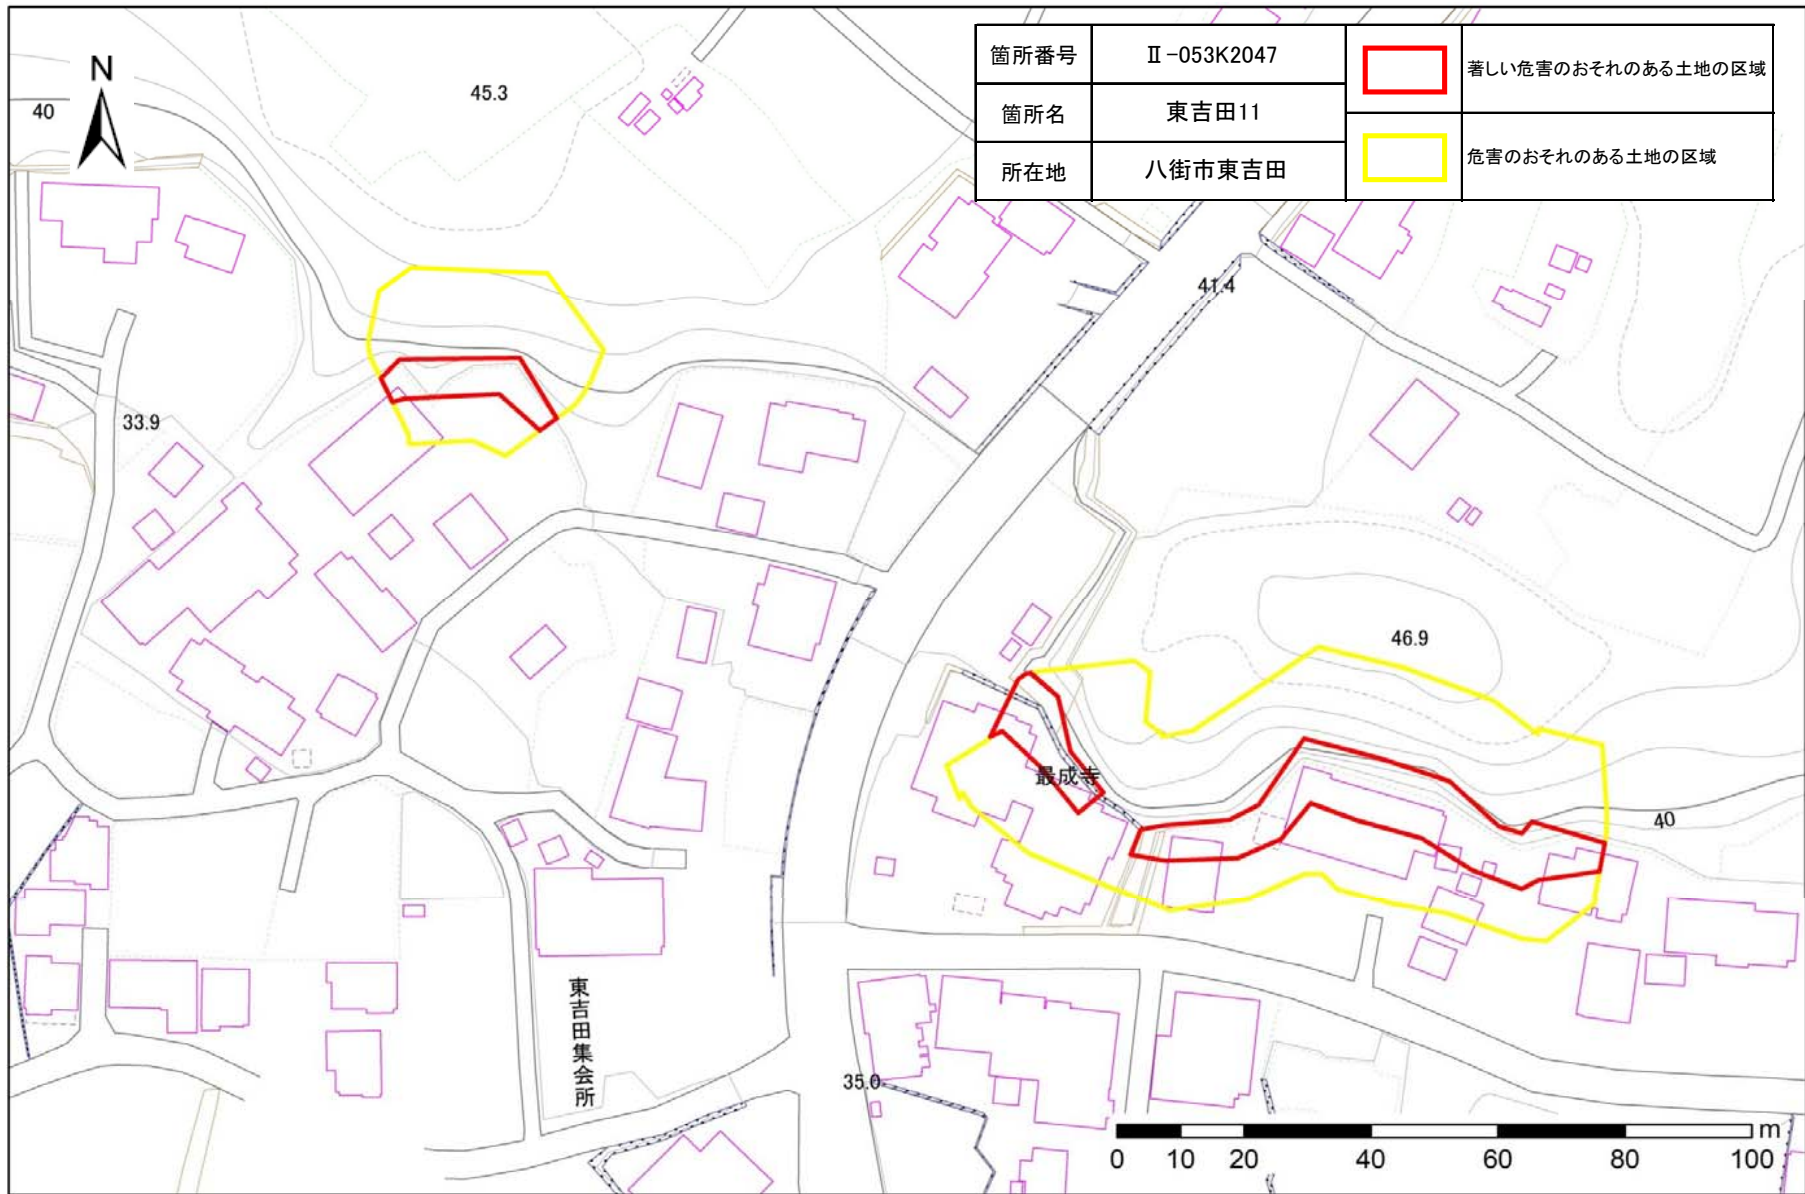 箇所番号 Ⅱ-053K2047 著しい危害のおそれのある土地の区域
箇所名 東吉田11
危害のおそれのある土地の区域
所在地 八街市東吉田
N
40
45.3
41.4
33.9
46.9
最成寺
40
東吉田集会所
35.0
m
0 10 20 40 60 80 100